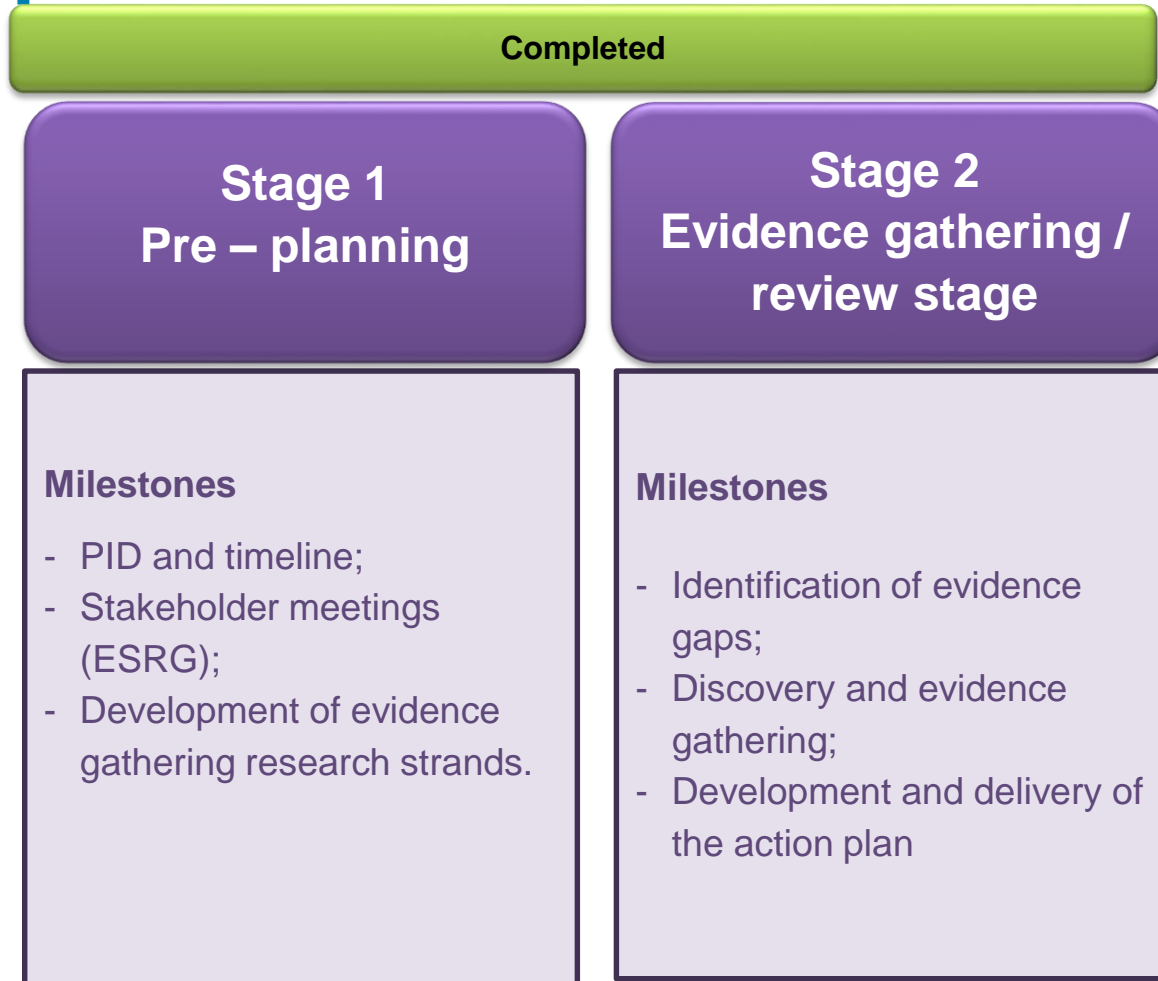 Completed
Stage 1
Pre – planning
Stage 2
Evidence gathering /
review stage
Milestones
- PID and timeline;
- Stakeholder meetings
(ESRG);
- Development of evidence
gathering research strands.
Milestones
- Identification of evidence
gaps;
- Discovery and evidence
gathering;
- Development and delivery of
the action plan